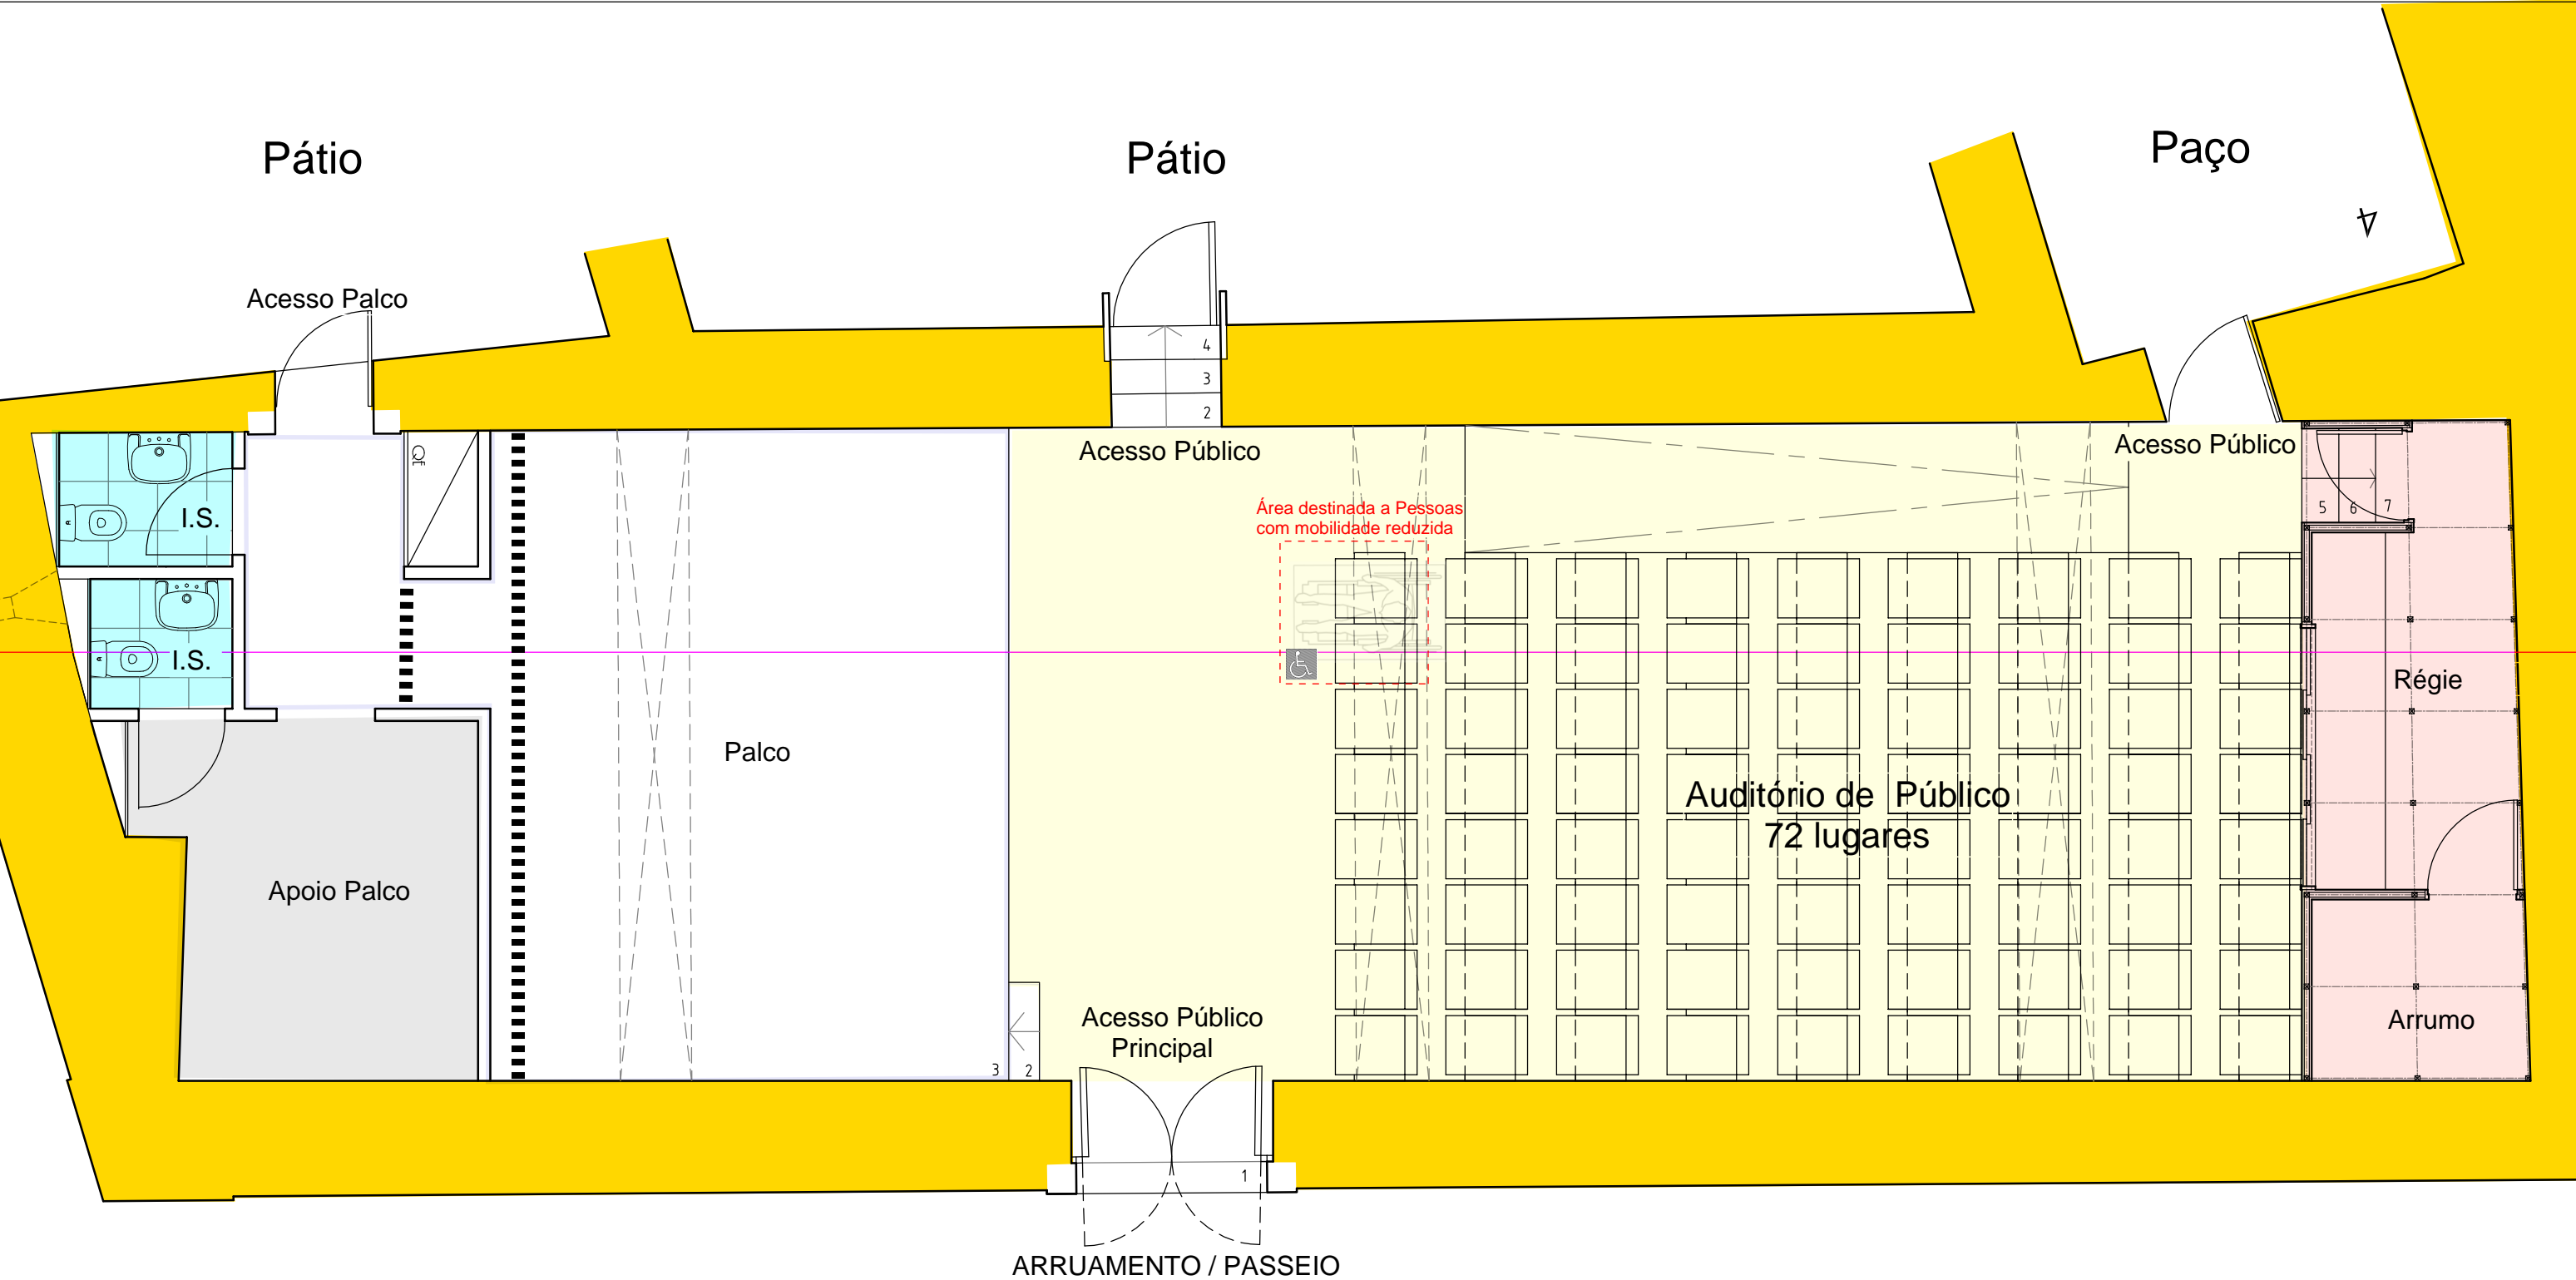 Pátio
Pátio
Paço
Acesso Palco
4
3
2
Acesso Público
Acesso Público
QE
Área destinada a Pessoas
com mobilidade reduzida
5 6 7
I.S.
I.S.
Régie
Palco
Auditório de Público
72 lugares
Apoio Palco
Acesso Público
Principal
Arrumo
3 2
1
ARRUAMENTO / PASSEIO